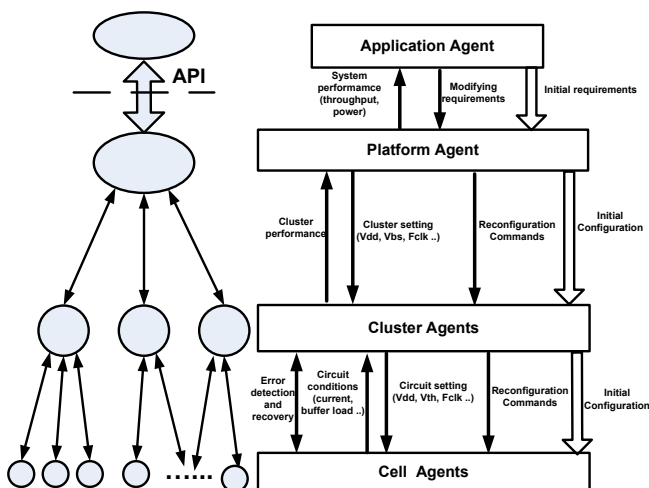 API
Application Agent
System
performamce
(throughput,
power)
Modifying
requirements
Initial requirements
Platform Agent
Cluster
performance
Cluster setting
(Vdd, Vbs, Fclk ..)
Reconfiguration
Commands
Initial
Configuration
Cluster Agents
Error
detection
and
recovery
Circuit
conditions
(current,
buffer load ..)
Circuit setting
(Vdd, Vth, Fclk ..)
Reconfiguration
Commands
Initial
Configuration
Cell Agents